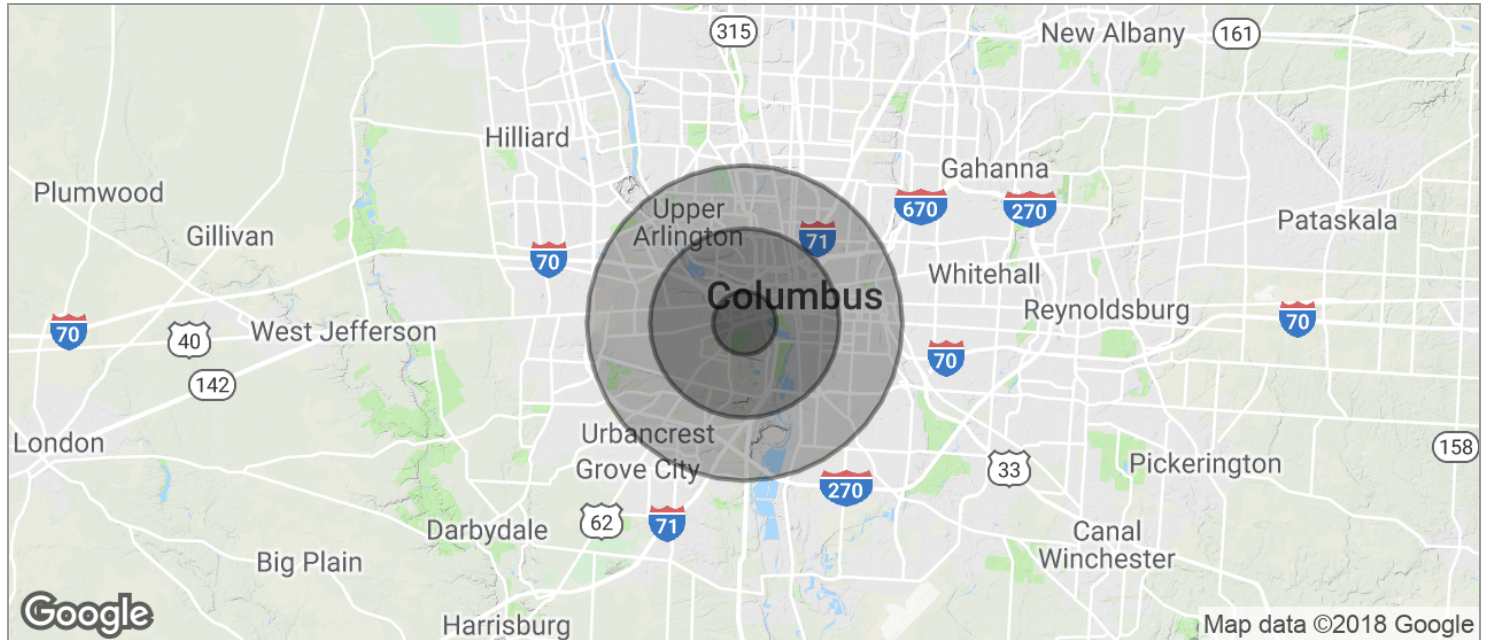 315
New Albany
161
Hilliard
Gahanna
Plumwood
670
270
Upper
Arlington
Pataskala
Gillivan
71
70
Whitehall
Columbus
Reynoldsburg
70
70
West Jefferson
40
70
142
Urbancrest
London
158
Grove City
33
Pickerington
270
62
71
Darbydale
Canal
Winchester
Big Plain
Google
Harrisburg
Map data ©2018 Google